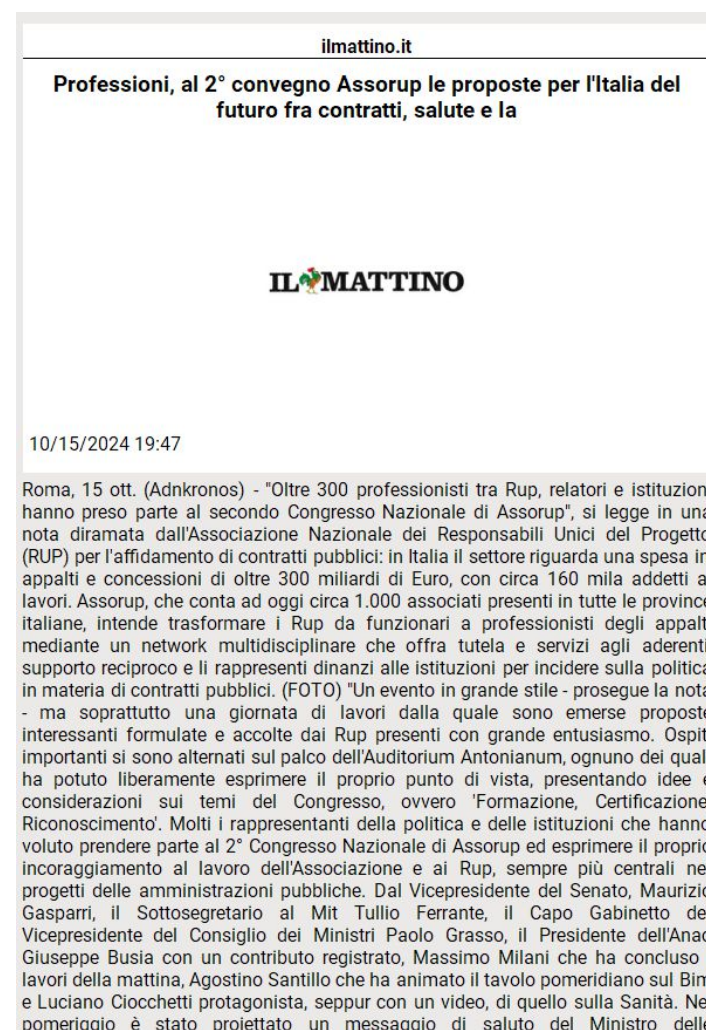 ilmattino.it
Professioni, al 2° convegno Assorup le proposte per l'Italia del
futuro fra contratti, salute e la
IL MATTINO
10/15/2024 19:47
Roma, 15 ott. (Adnkronos) - "Oltre 300 professionisti tra Rup, relatori e istituzion
hanno preso parte al secondo Congresso Nazionale di Assorup", si legge in una
nota diramata dall'Associazione Nazionale dei Responsabili Unici del Progetto
(RUP) per l'affidamento di contratti pubblici: in Italia il settore riguarda una spesa in
appalti e concessioni di oltre 300 miliardi di Euro, con circa 160 mila addetti a
lavori. Assorup, che conta ad oggi circa 1.000 associati presenti in tutte le province
italiane, intende trasformare i Rup da funzionari a professionisti degli appalt
mediante un network multidisciplinare che offra tutela e servizi agli aderenti
supporto reciproco e li rappresenti dinanzi alle istituzioni per incidere sulla politica
in materia di contratti pubblici. (FOTO) "Un evento in grande stile - prosegue la nota
- ma soprattutto una giornata di lavori dalla quale sono emerse proposte
interessanti formulate e accolte dai Rup presenti con grande entusiasmo. Ospit
importanti si sono alternati sul palco dell'Auditorium Antonianum, ognuno dei qual
ha potuto liberamente esprimere il proprio punto di vista, presentando idee e
considerazioni sui temi del Congresso, ovvero 'Formazione, Certificazione
Riconoscimento'. Molti i rappresentanti della politica e delle istituzioni che hanno
voluto prendere parte al 2° Congresso Nazionale di Assorup ed esprimere il proprio
incoraggiamento al lavoro dell'Associazione e ai Rup, sempre più centrali ne
progetti delle amministrazioni pubbliche. Dal Vicepresidente del Senato, Maurizio
Gasparri, il Sottosegretario al Mit Tullio Ferrante, il Capo Gabinetto de
Vicepresidente del Consiglio dei Ministri Paolo Grasso, il Presidente dell'Anac
Giuseppe Busia con un contributo registrato, Massimo Milani che ha concluso
lavori della mattina, Agostino Santillo che ha animato il tavolo pomeridiano sul Bim
e Luciano Ciocchetti protagonista, seppur con un video, di quello sulla Sanità. Ne
pomeriggio è stato proiettato un messaggio di saluto del Ministro delle